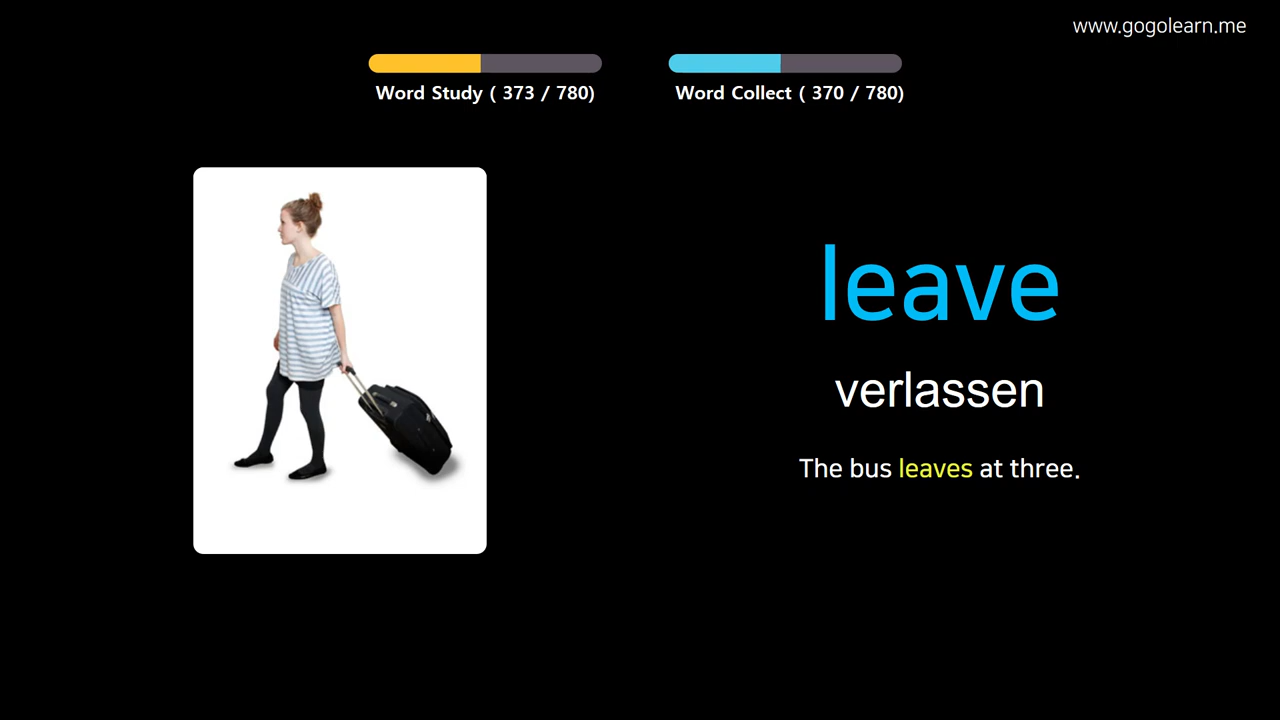 www.gogolearn.me
Word Study ( 373 / 780)
Word Collect ( 370 / 780)
leave
verlassen
The bus leaves at three.